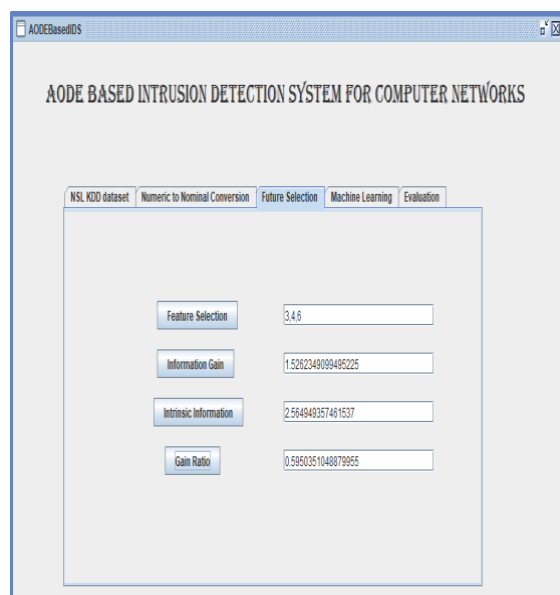 AODEBasedIDS
AODE BASED INTRUSION DETECTION SYSTEM FOR COMPUTER NETWORKS
NSL KDD dataset Numeric to Nominal Conversion Future Selection Machine Learning Evaluation
Feature Selection 3,4,6
Information Gain 1.5262349099495225
Intrinsic Information 2.564949357461537
Gain Ratio 0.5950351048879955